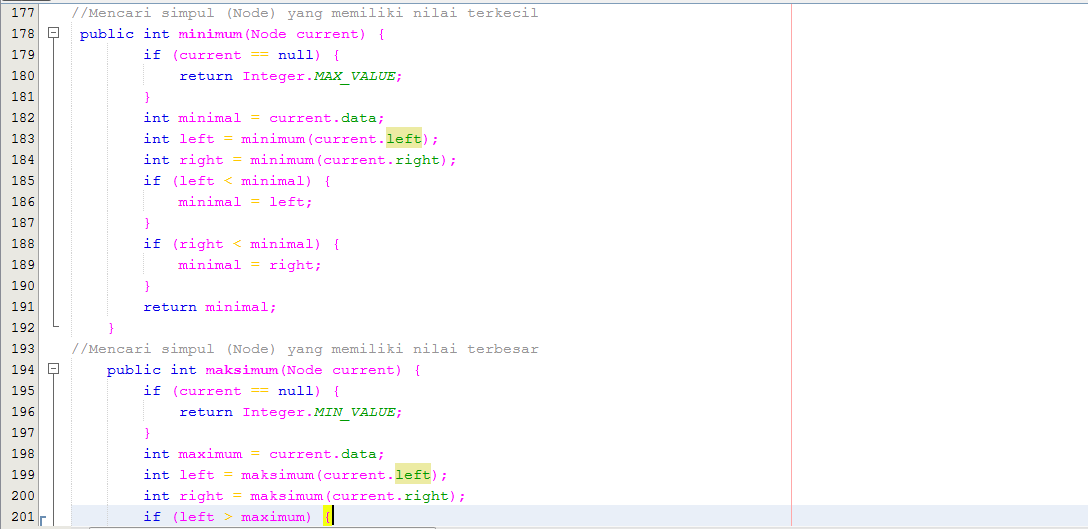 177 //Mencari simpul (Node) yang memiliki nilai terkecil
178 public int minimum(Node current) {
179 if (current == null) {
180 return Integer.MAX_VALUE;
181 }
182 int minimal = current.data;
183 int left = minimum(current.left);
184 int right = minimum(current.right);
185 if (left < minimal) {
186 minimal = left;
187 }
188 if (right < minimal) {
189 minimal = right;
190 }
191 return minimal;
192 }
193 //Mencari simpul (Node) yang memiliki nilai terbesar
194 public int maksimum(Node current) {
195 if (current == null) {
196 return Integer.MIN_VALUE;
197 }
198 int maximum = current.data;
199 int left = maksimum(current.left);
200 int right = maksimum(current.right);
201 if (left > maximum) {